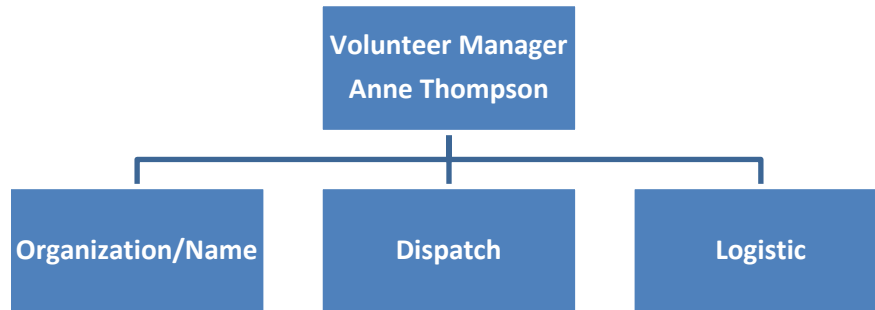 Volunteer Manager
Anne Thompson
Organization/Name
Dispatch
Logistic